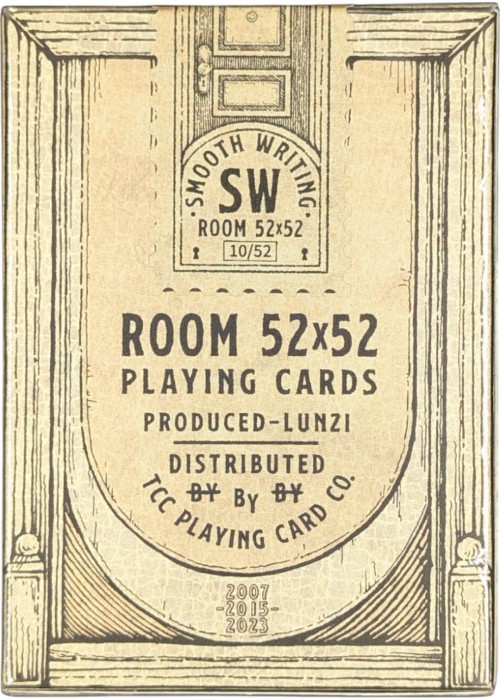 ·SMOOTH WRITING·
SW
ROOM 52x52
10/52
ROOM 52x52
PLAYING CARDS
PRODUCED-LUNZI
DISTRIBUTED
BY By BY
TCC PLAYING CARD CO.
2007
-2015-
2023